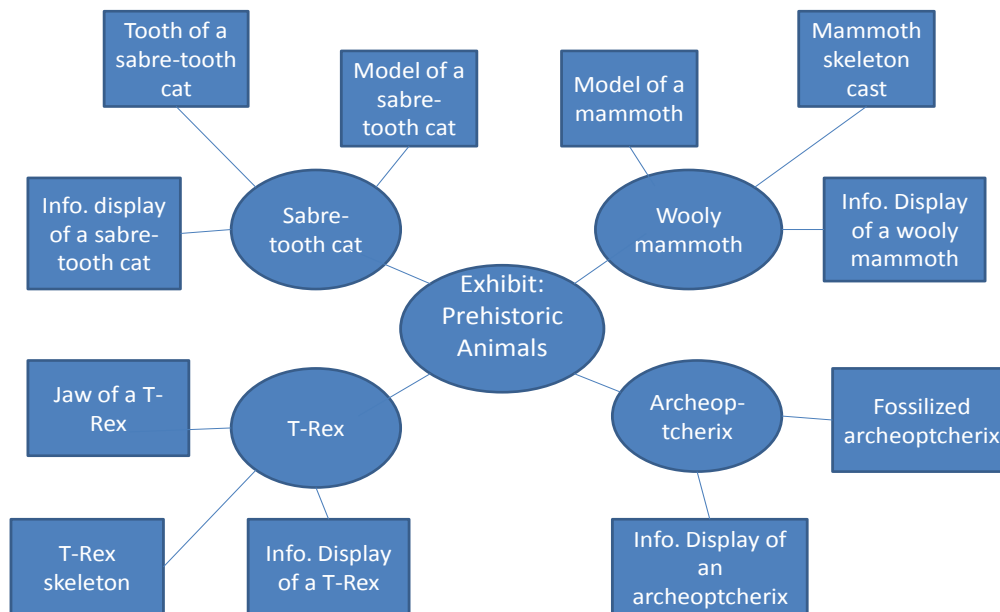 Tooth of a
sabre-tooth
cat
Model of a
sabre-
tooth cat
Model of a
mammoth
Mammoth
skeleton
cast
Info. display
of a sabre-
tooth cat
Sabre-
tooth cat
Wooly
mammoth
Info. Display
of a wooly
mammoth
Exhibit:
Prehistoric
Animals
Jaw of a T-
Rex
T-Rex
Archeop-
tcherix
Fossilized
archeoptcherix
T-Rex
skeleton
Info. Display
of a T-Rex
Info. Display of
an
archeoptcherix